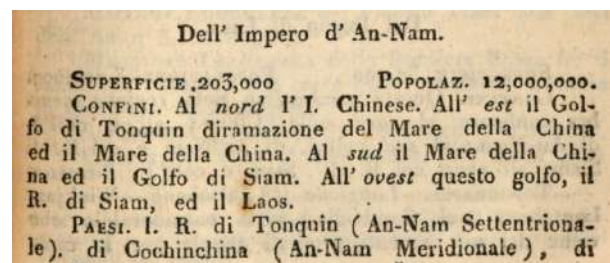 Dell' Impero d' An-Nam.
SUPERFICIE .203,000 POPOLAZ. 12,000,000.
CONFINI. Al nord l' I. Chinese. All' est il Gol-
fo di Tonquin diramazione del Mare della China
ed il Mare della China. Al sud il Mare della Chi-
na ed il Golfo di Siam. All' ovest questo golfo, il
R. di Siam, ed il Laos.
PAESI. I. R. di Tonquin ( An-Nam Settentriona-
le). di Cochinchina ( An-Nam Meridionale ) , di